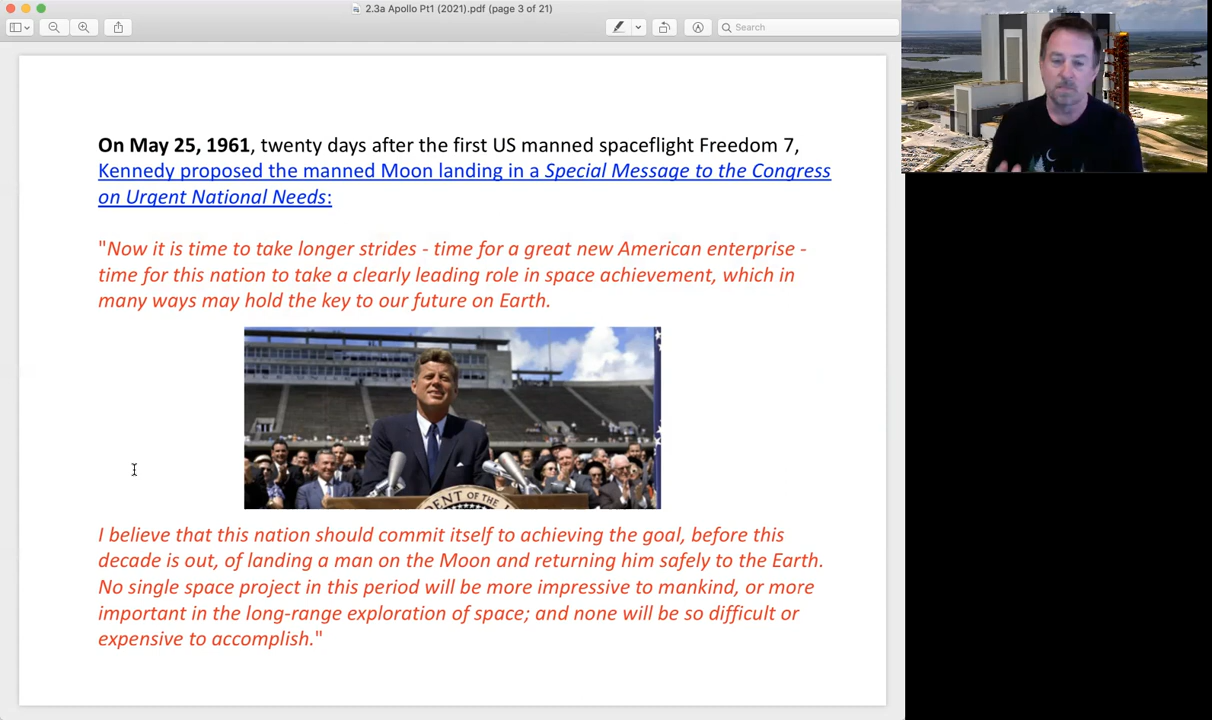 2.3a Apollo Pt1 (2021).pdf (page 3 of 21)
Search
On May 25, 1961, twenty days after the first US manned spaceflight Freedom 7,
Kennedy proposed the manned Moon landing in a Special Message to the Congress
on Urgent National Needs:
"Now it is time to take longer strides - time for a great new American enterprise -
time for this nation to take a clearly leading role in space achievement, which in
many ways may hold the key to our future on Earth.
ENT OF THE
I believe that this nation should commit itself to achieving the goal, before this
decade is out, of landing a man on the Moon and returning him safely to the Earth.
No single space project in this period will be more impressive to mankind, or more
important in the long-range exploration of space; and none will be so difficult or
expensive to accomplish."